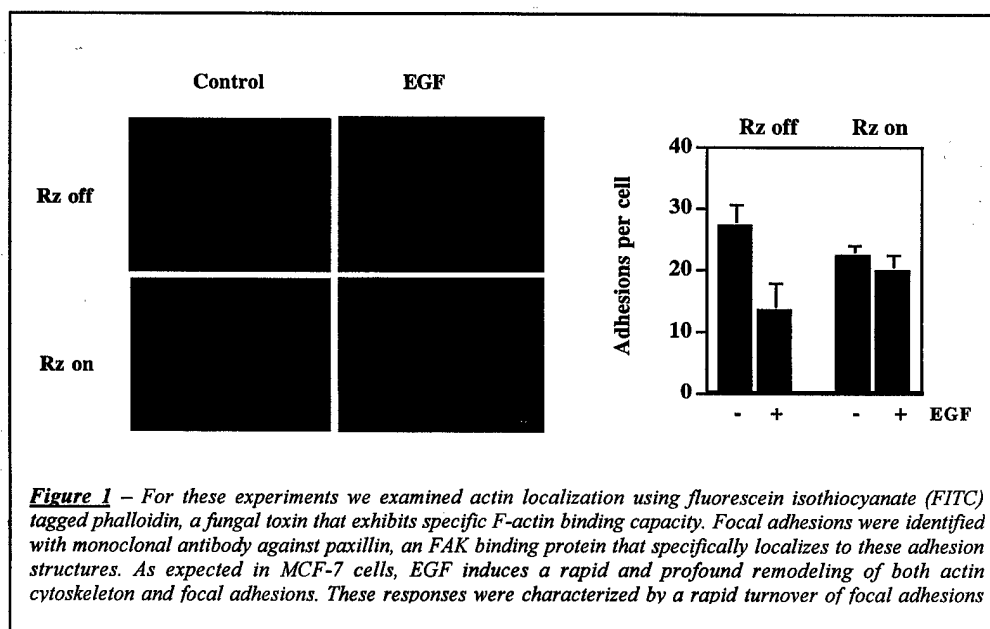 Control EGF
Rz off Rz on
Rz off
Rz on
Adhesions per cell
40
30
20
10
0
- + - + EGF
Figure 1 – For these experiments we examined actin localization using fluorescein isothiocyanate (FITC)
tagged phalloidin, a fungal toxin that exhibits specific F-actin binding capacity. Focal adhesions were identified
with monoclonal antibody against paxillin, an FAK binding protein that specifically localizes to these adhesion
structures. As expected in MCF-7 cells, EGF induces a rapid and profound remodeling of both actin
cytoskeleton and focal adhesions. These responses were characterized by a rapid turnover of focal adhesions